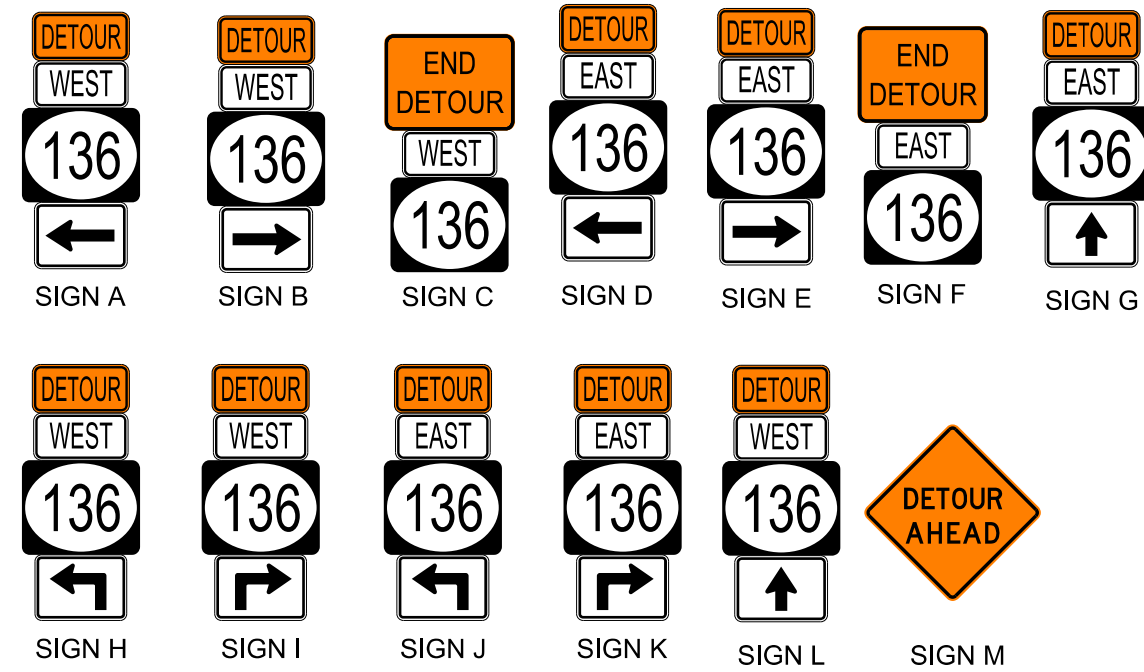 DETOUR
WEST
136
SIGN A
DETOUR
WEST
136
SIGN B
END
DETOUR
WEST
136
SIGN C
DETOUR
EAST
136
SIGN D
DETOUR
EAST
136
SIGN E
END
DETOUR
EAST
136
SIGN F
DETOUR
EAST
136
SIGN G
DETOUR
WEST
136
SIGN H
DETOUR
WEST
136
SIGN I
DETOUR
EAST
136
SIGN J
DETOUR
EAST
136
SIGN K
DETOUR
WEST
136
SIGN L
DETOUR
AHEAD
SIGN M